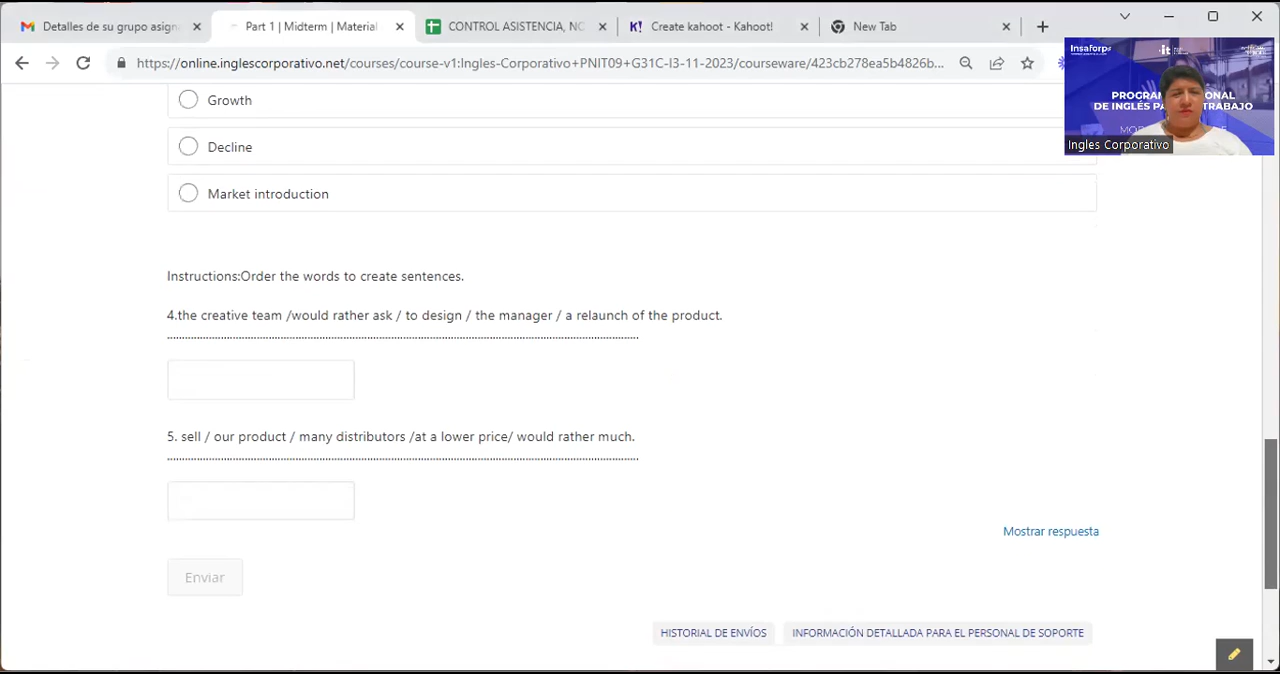 Detalles de su grupo asign
Part 1 | Midterm | Material
CONTROL ASISTENCIA, NC
K! Create kahoot - Kahoot!
New Tab
https://online.inglescorporativo.net/courses/course-v1:Ingles-Corporativo+PNIT09+G31C-I3-11-2023/courseware/423cb278ea5b4826b...
Insaforp
PROGRA ONAL
DE INGLÉS PA TRABAJO
Ingles Corporativo
Growth
Decline
Market introduction
Instructions:Order the words to create sentences.
4.the creative team /would rather ask / to design / the manager / a relaunch of the product.
5. sell / our product / many distributors /at a lower price/ would rather much.
Mostrar respuesta
Enviar
HISTORIAL DE ENVÍOS
INFORMACIÓN DETALLADA PARA EL PERSONAL DE SOPORTE